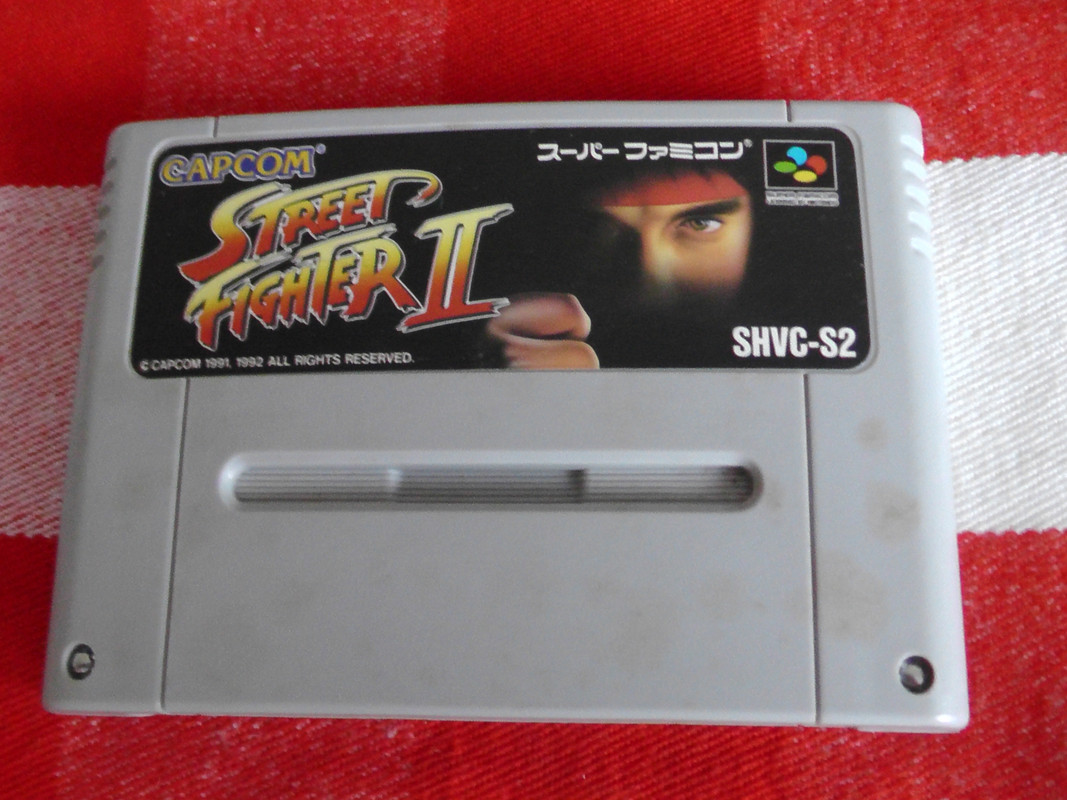 CAPCOM®
スーパーファミコン®
STREET
FIGHTER II
SHVC-S2
© CAPCOM 1991, 1992 ALL RIGHTS RESERVED.